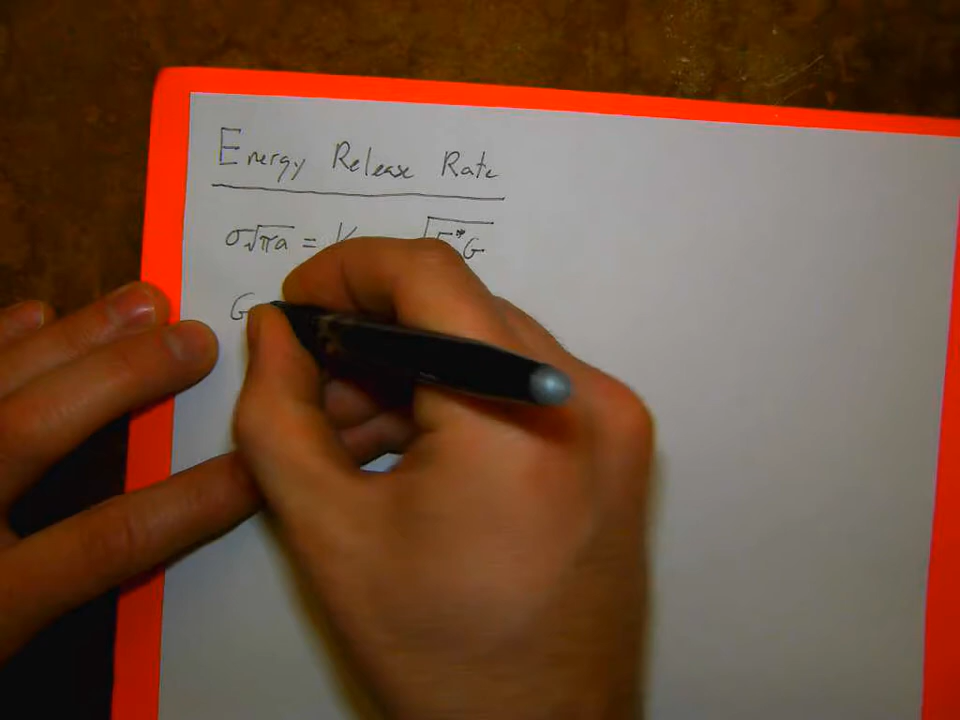 Energy Release Rate
σ√πa = K √E*G
G